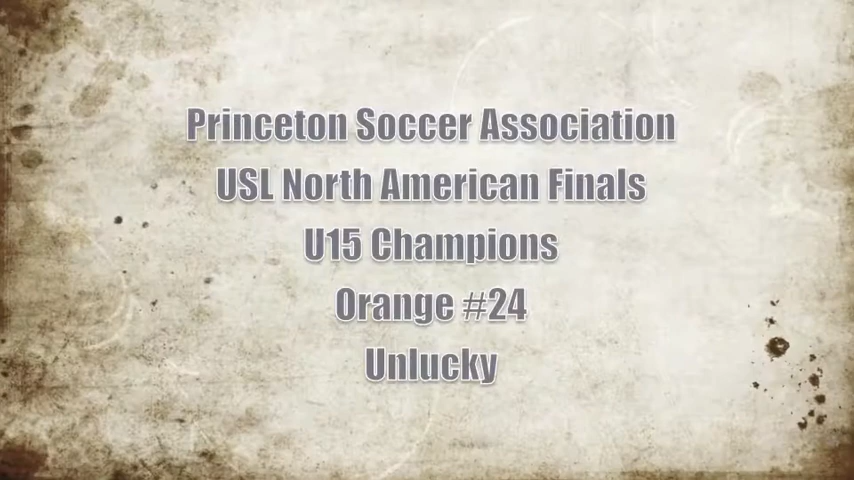 Princeton Soccer Association
USL North American Finals
U15 Champions
Orange #24
Unlucky